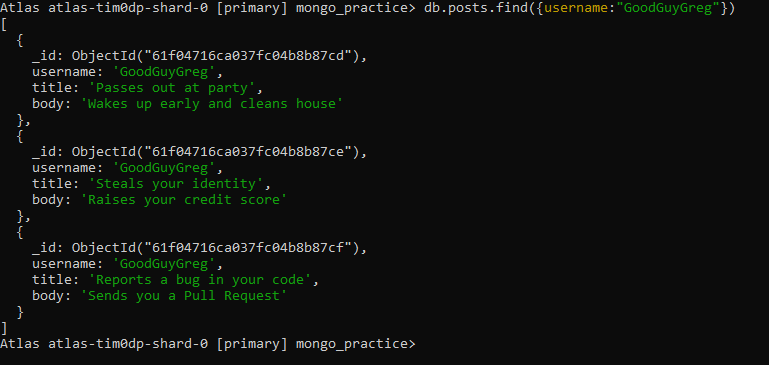 Atlas atlas-tim0dp-shard-0 [primary] mongo_practice> db.posts.find({username:"GoodGuyGreg"})
[
  {
    _id: ObjectId("61f04716ca037fc04b8b87cd"),
    username: 'GoodGuyGreg',
    title: 'Passes out at party',
    body: 'Wakes up early and cleans house'
  },
  {
    _id: ObjectId("61f04716ca037fc04b8b87ce"),
    username: 'GoodGuyGreg',
    title: 'Steals your identity',
    body: 'Raises your credit score'
  },
  {
    _id: ObjectId("61f04716ca037fc04b8b87cf"),
    username: 'GoodGuyGreg',
    title: 'Reports a bug in your code',
    body: 'Sends you a Pull Request'
  }
]
Atlas atlas-tim0dp-shard-0 [primary] mongo_practice>